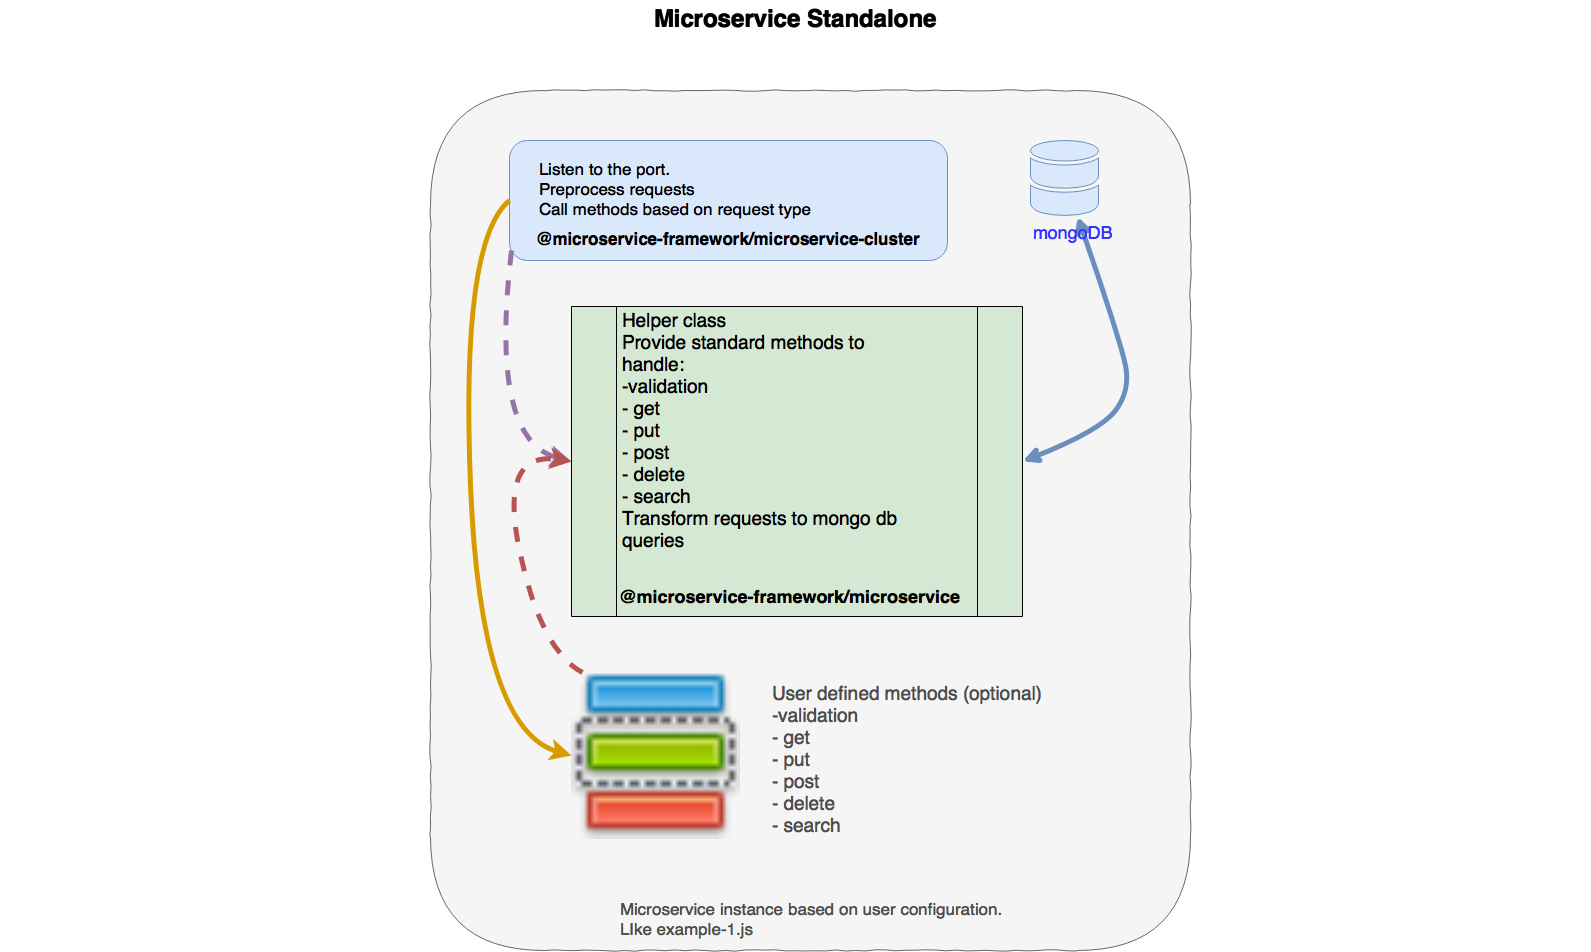 Microservice Standalone
Listen to the port.
Preprocess requests
Call methods based on request type
@microservice-framework/microservice-cluster
mongoDB
Helper class
Provide standard methods to
handle:
-validation
- get
- put
- post
- delete
- search
Transform requests to mongo db
queries
@microservice-framework/microservice
User defined methods (optional)
-validation
- get
- put
- post
- delete
- search
Microservice instance based on user configuration.
LIke example-1.js